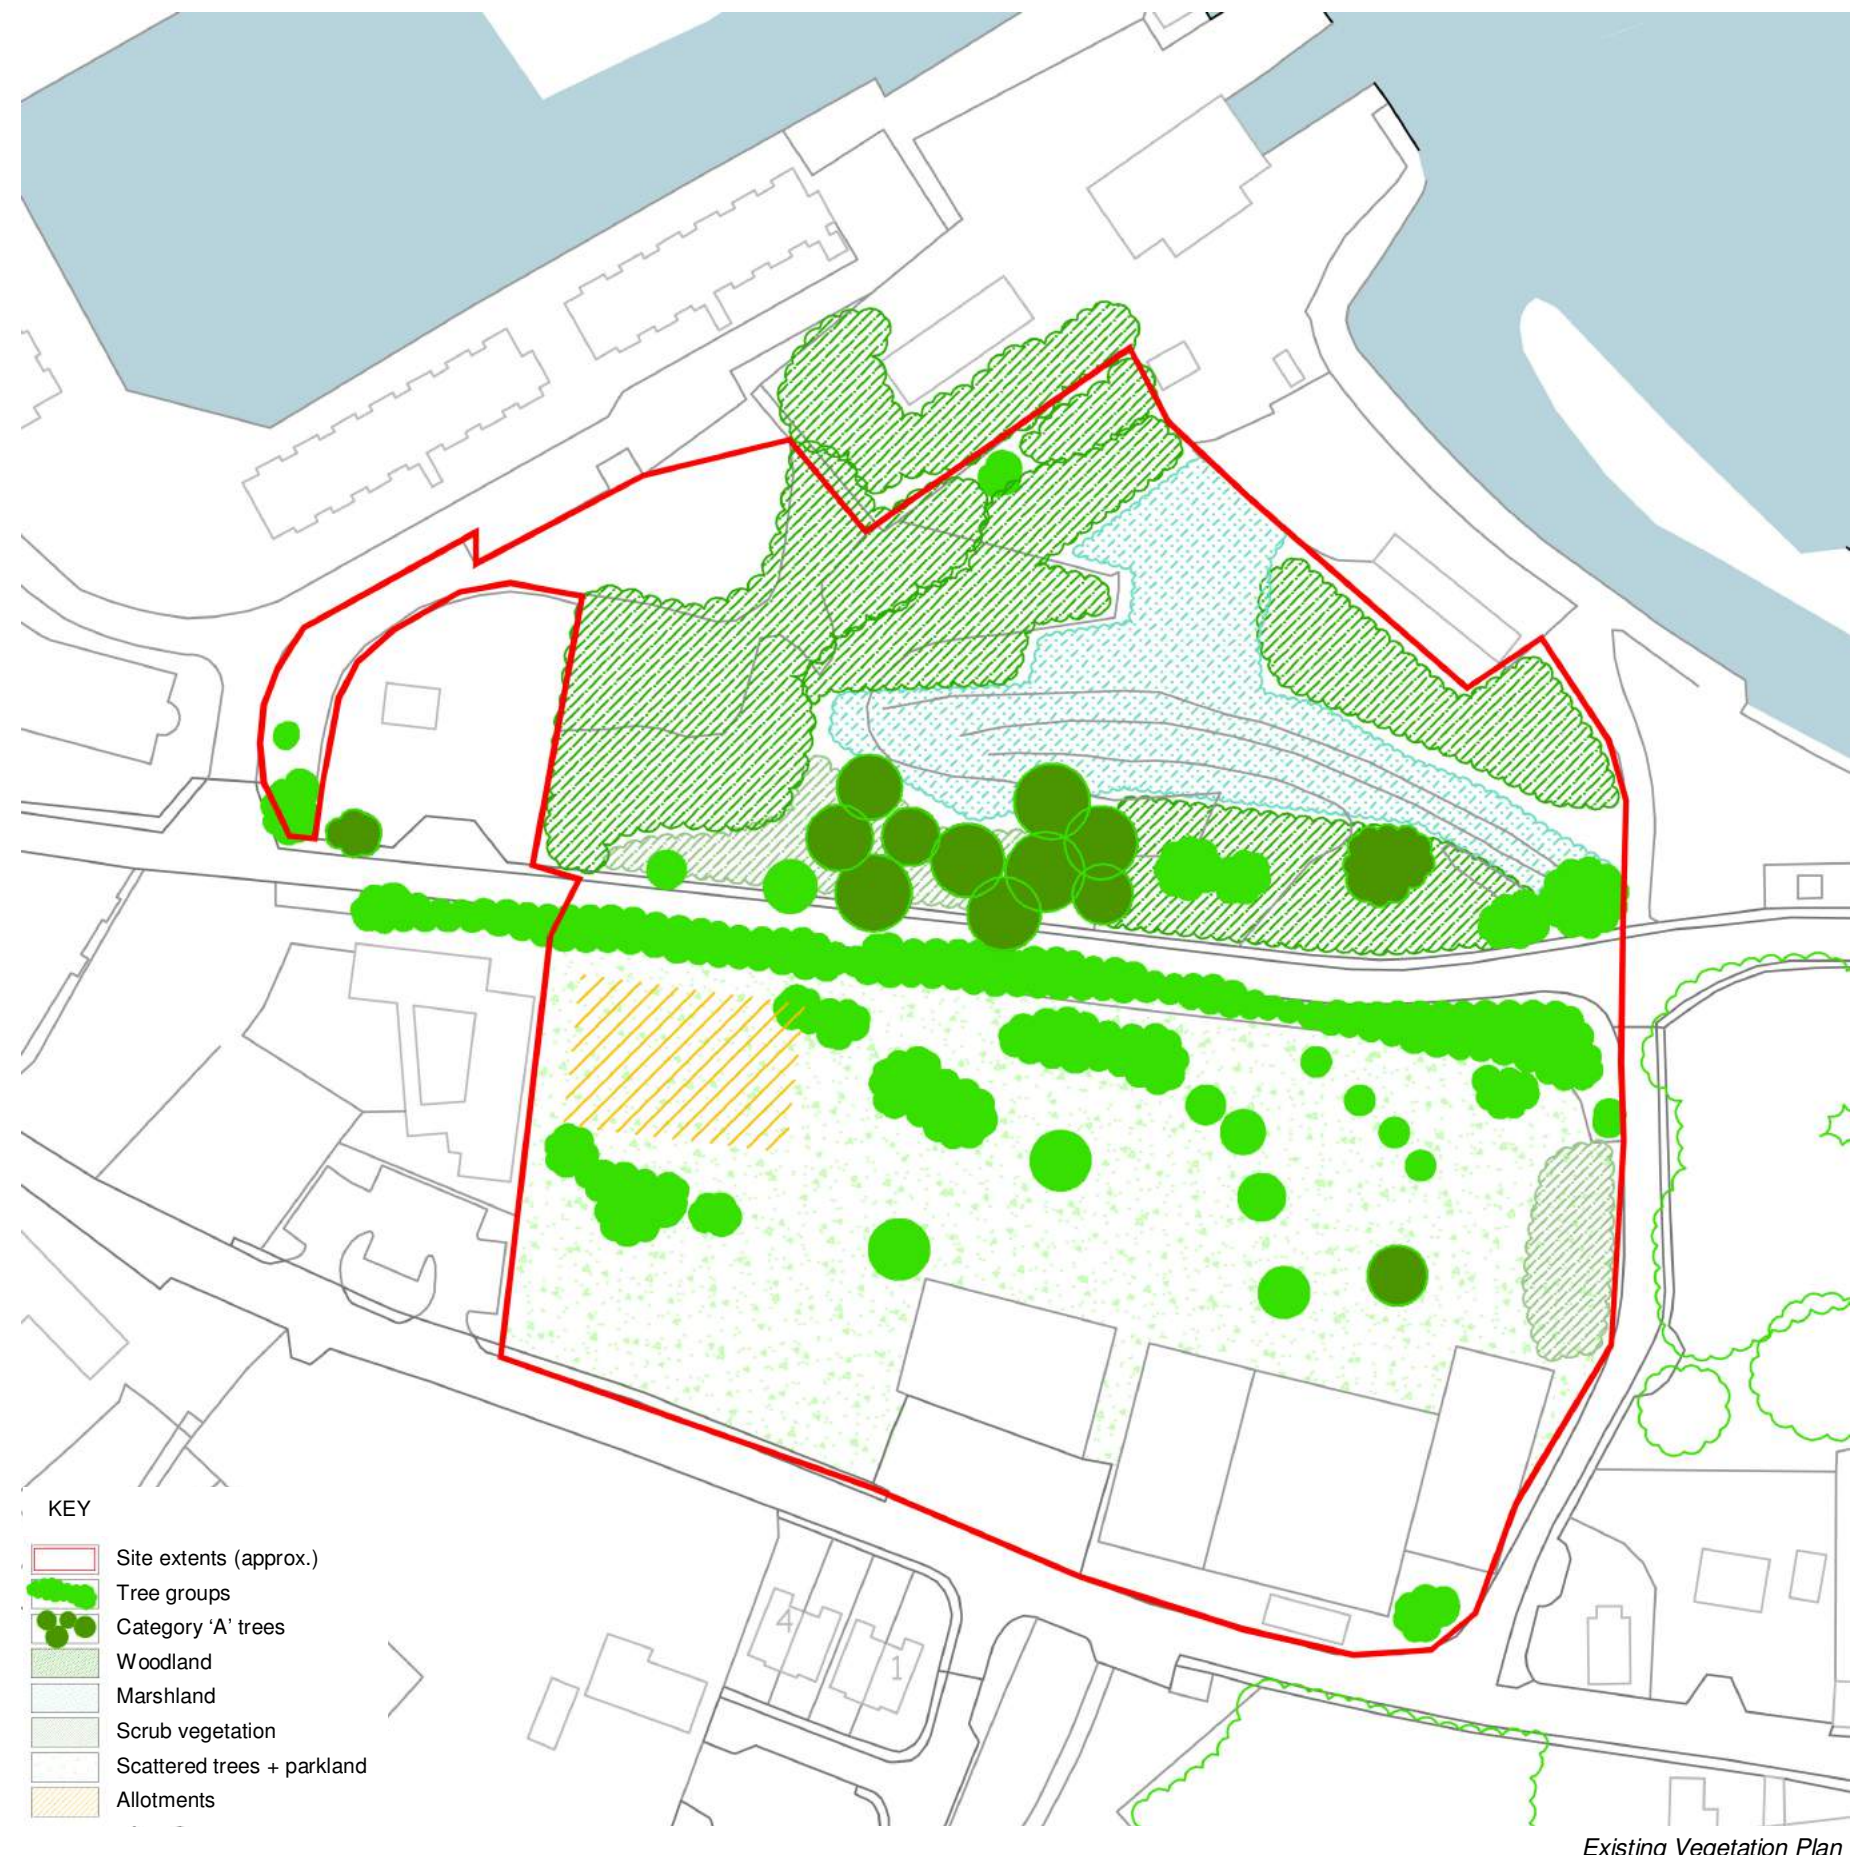 4
1
KEY
Site extents (approx.)
Tree groups
Category ‘A’ trees
Woodland
Marshland
Scrub vegetation
Scattered trees + parkland
Allotments
Existing Vegetation Plan